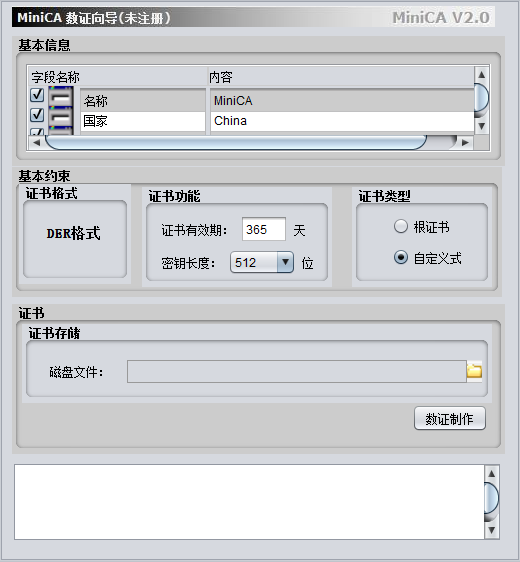 MiniCA 数证向导(未注册) MiniCA V2.0
基本信息
字段名称 内容
名称 MiniCA
国家 China
基本约束
证书格式 证书功能 证书类型
DER格式
证书有效期： 365 天
密钥长度： 512 位
根证书
自定义式
证书
证书存储
磁盘文件：
数证制作